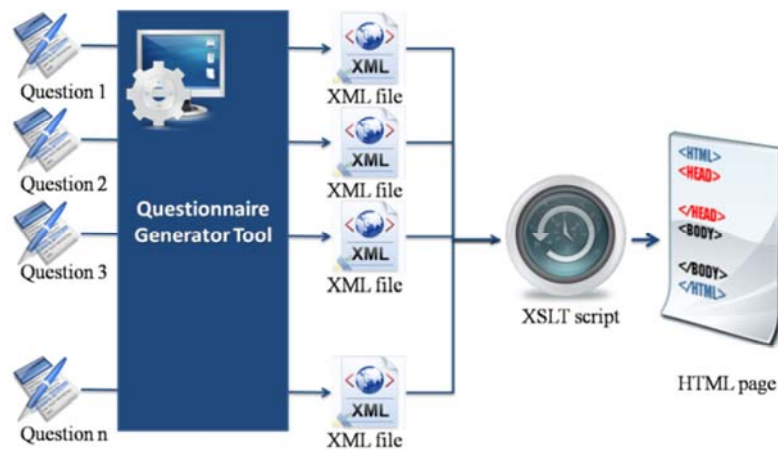 Question 1
Question 2
Question 3
Question n
Questionnaire
Generator Tool
<> XML
XML file
<> XML
XML file
<> XML
XML file
<> XML
XML file
XSLT script
<HTML>
<HEAD>
</HEAD>
<BODY>
</BODY>
</HTML>
HTML page